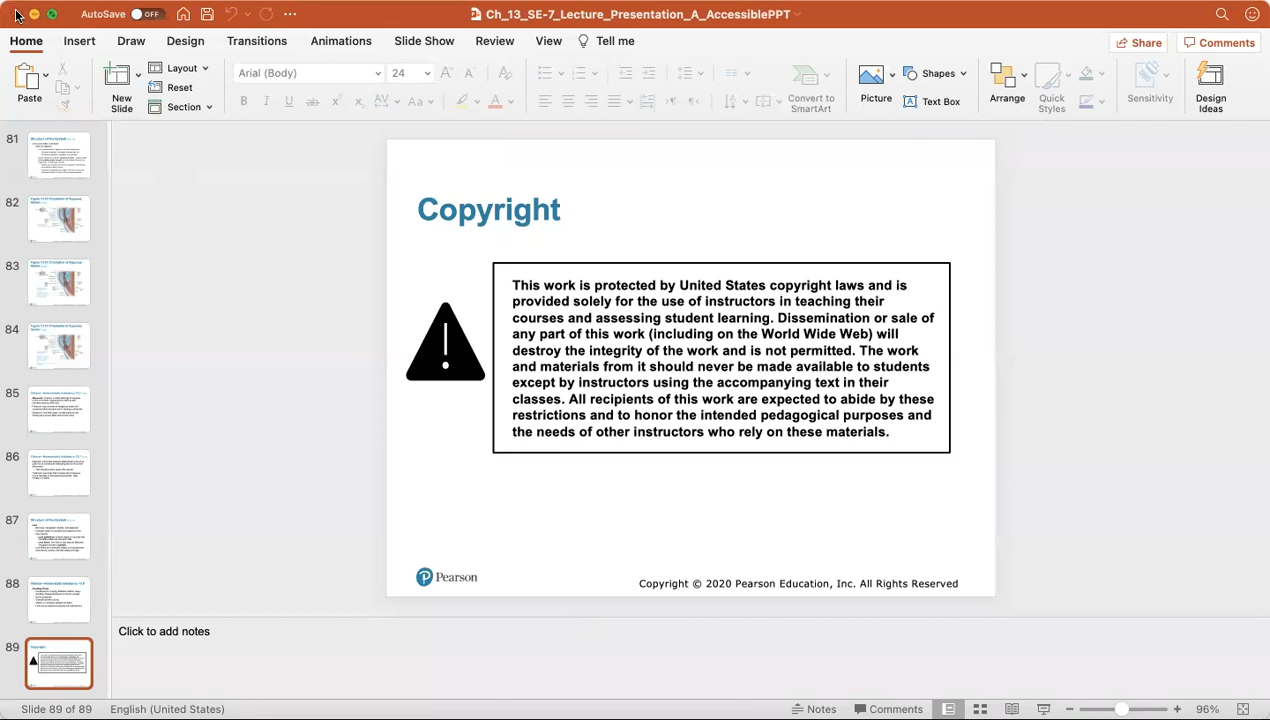 AutoSave OFF
Ch_13_SE-7_Lecture_Presentation_A_AccessiblePPT
Home Insert Draw Design Transitions Animations Slide Show Review View Tell me
Share Comments
Paste
New Slide
Layout
Reset
Section
Arial (Body) 24
Convert to SmartArt
Picture
Shapes
Text Box
Arrange
Quick Styles
Sensitivity
Design Ideas
81
82
83
84
85
86
87
88
89
Copyright
This work is protected by United States copyright laws and is
provided solely for the use of instructors in teaching their
courses and assessing student learning. Dissemination or sale of
any part of this work (including on the World Wide Web) will
destroy the integrity of the work and is not permitted. The work
and materials from it should never be made available to students
except by instructors using the accompanying text in their
classes. All recipients of this work are expected to abide by these
restrictions and to honor the intended pedagogical purposes and
the needs of other instructors who rely on these materials.
Pearson
Copyright © 2020 Pearson Education, Inc. All Rights Reserved
Click to add notes
Slide 89 of 89 English (United States) Notes Comments 96%